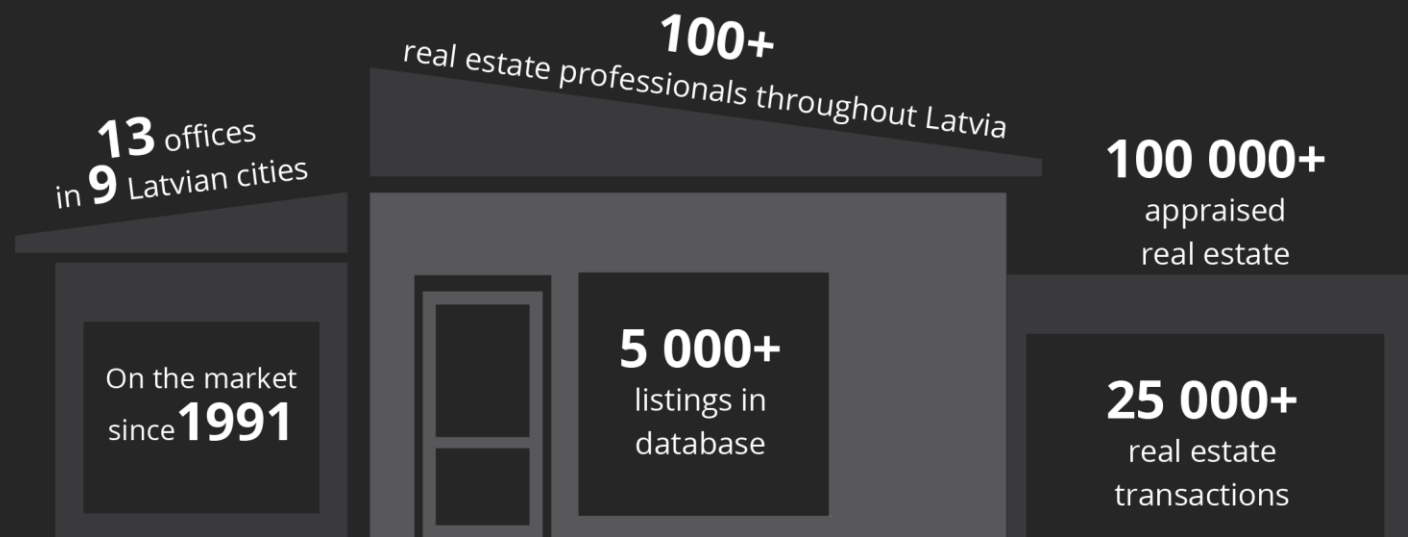 13 offices
in 9 Latvian cities
100+
real estate professionals throughout Latvia
100 000+
appraised
real estate
On the market
since 1991
5 000+
listings in
database
25 000+
real estate
transactions